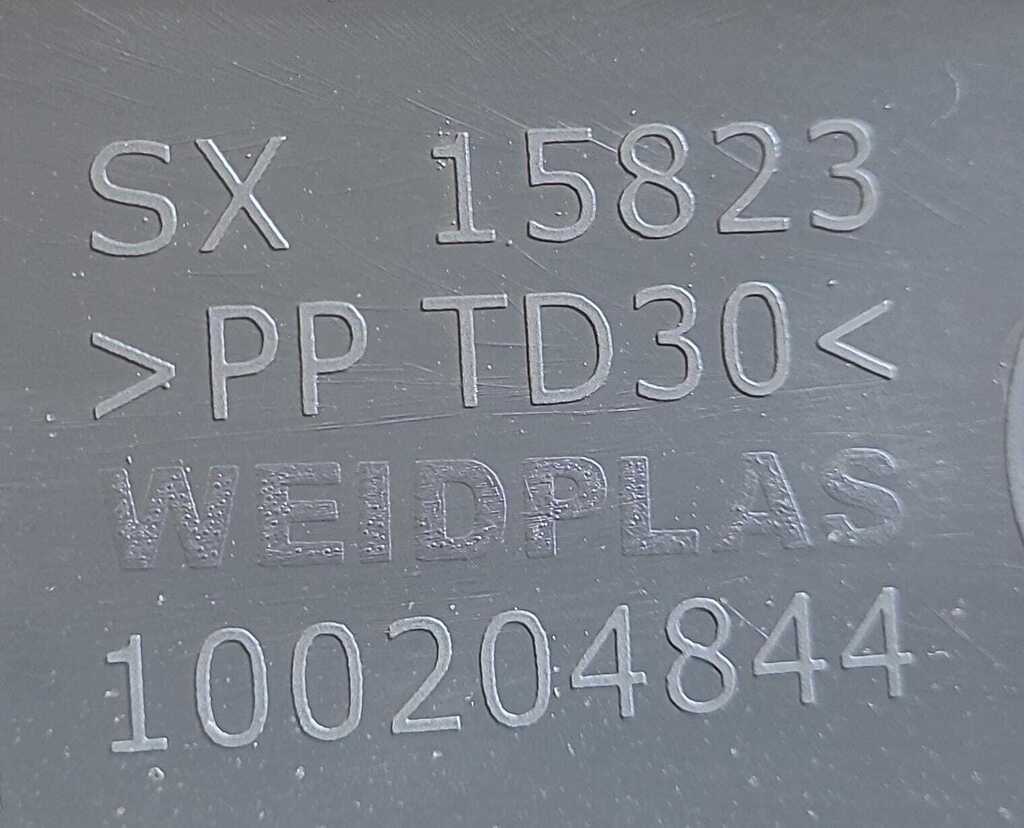 SX 15823
>PP TD30<
WEIDPLAS
100204844